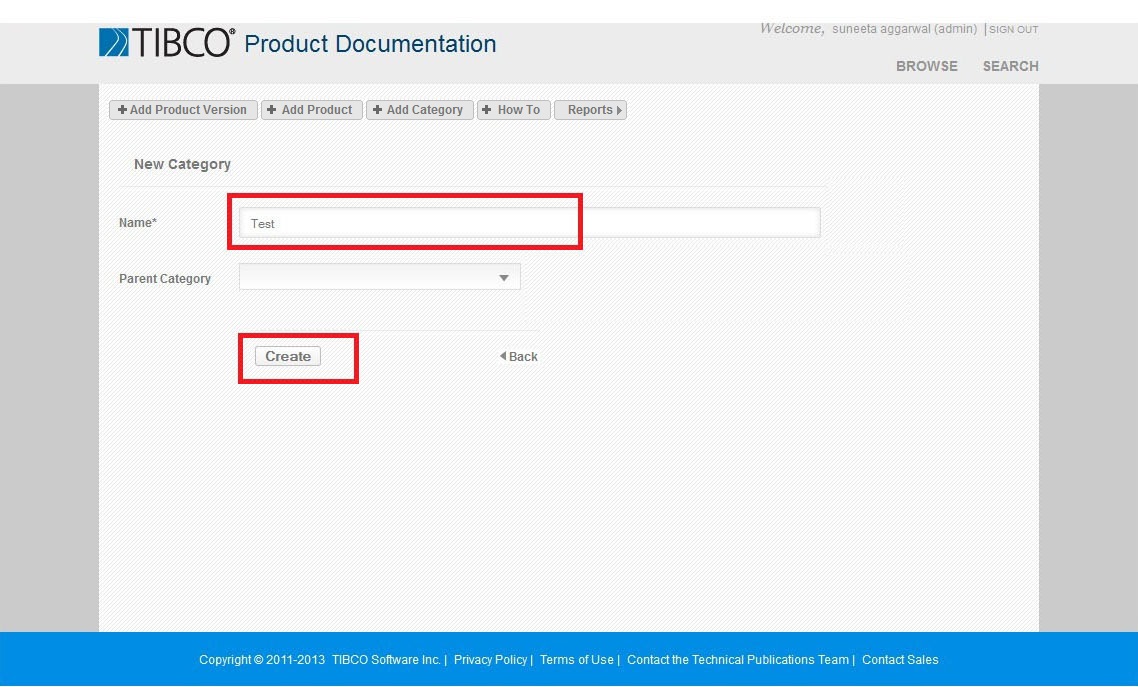 Welcome, suneeta aggarwal (admin) | SIGN OUT
TIBCO® Product Documentation
BROWSE SEARCH
+ Add Product Version + Add Product + Add Category + How To Reports
New Category
Name* Test
Parent Category
Create Back
Copyright © 2011-2013 TIBCO Software Inc. | Privacy Policy | Terms of Use | Contact the Technical Publications Team | Contact Sales